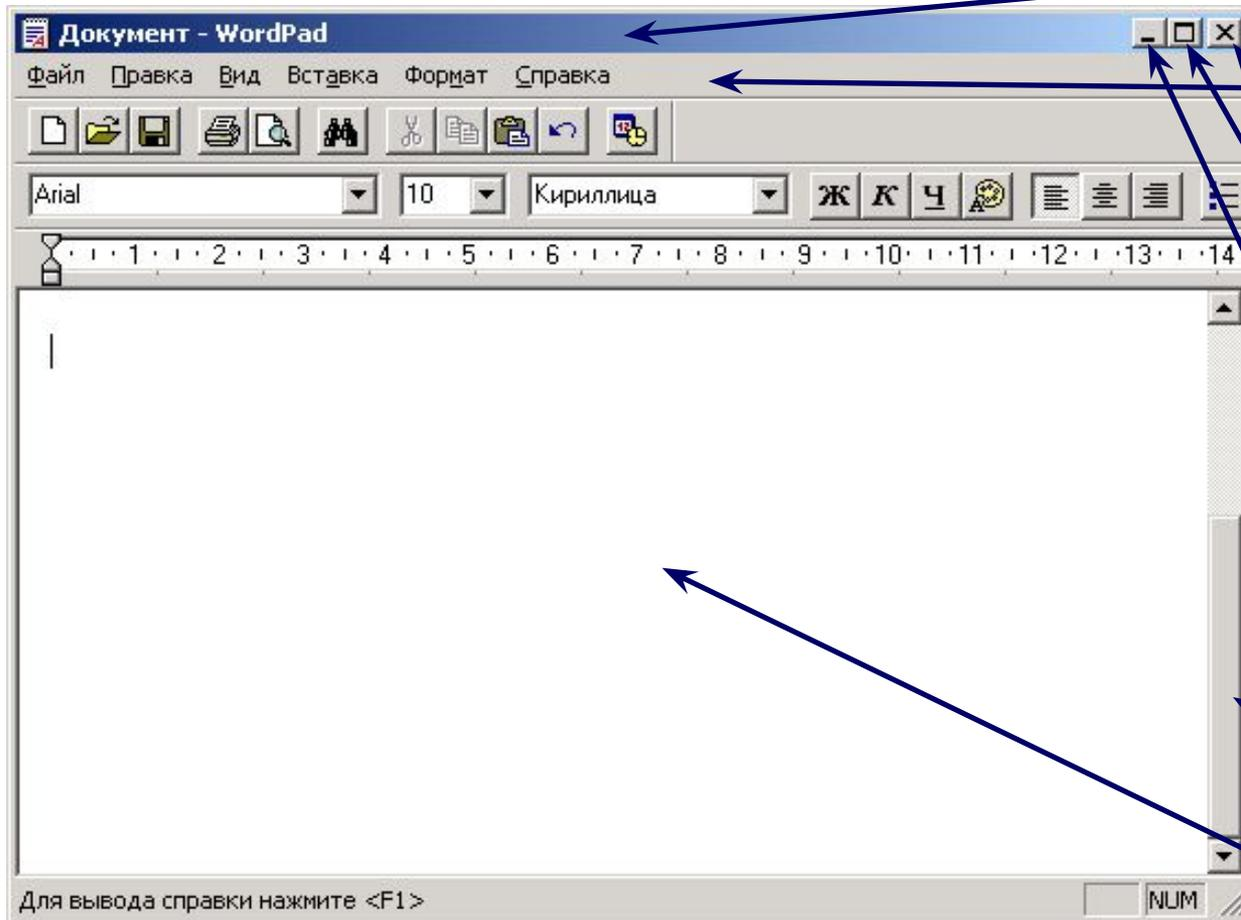 Документ - WordPad
Файл Правка Вид Вставка Формат Справка
Arial 10 Кириллица Ж К Ч
1 2 3 4 5 6 7 8 9 10 11 12 13 14
Для вывода справки нажмите <F1> NUM